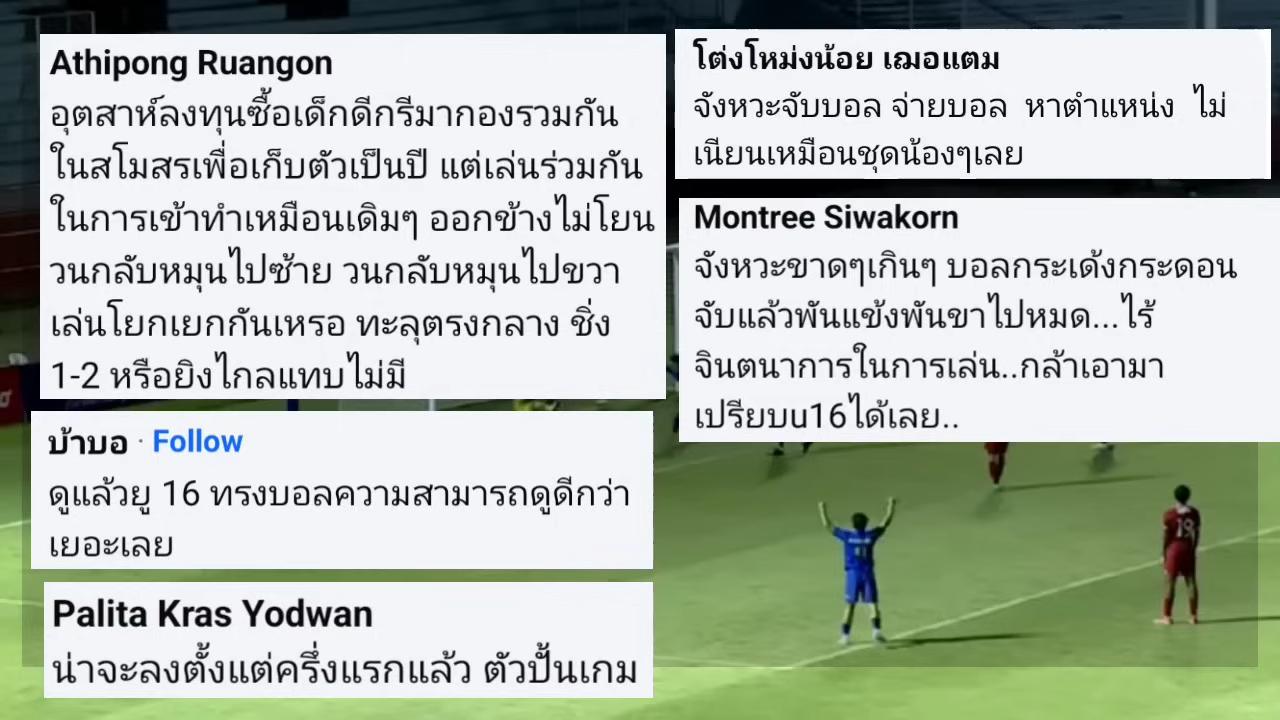 Athipong Ruangon
อุตสาห์ลงทุนซื้อเด็กดีกรีมากองรวมกัน
ในสโมสรเพื่อเก็บตัวเป็นปี แต่เล่นร่วมกัน
ในการเข้าทำเหมือนเดิมๆ ออกข้างไม่โยน
วนกลับหมุนไปซ้าย วนกลับหมุนไปขวา
เล่นโยกเยกกันเหรอ ทะลุตรงกลาง ชิ่ง
1-2 หรือยิงไกลแทบไม่มี
บ้าบอ · Follow
ดูแล้วยู 16 ทรงบอลความสามารถดูดีกว่า
เยอะเลย
Palita Kras Yodwan
น่าจะลงตั้งแต่ครึ่งแรกแล้ว ตัวปั้นเกม
โต่งโหม่งน้อย เฌอแตม
จังหวะจับบอล จ่ายบอล หาตำแหน่ง ไม่
เนียนเหมือนชุดน้องๆเลย
Montree Siwakorn
จังหวะขาดๆเกินๆ บอลกระเด้งกระดอน
จับแล้วพันแข้งพันขาไปหมด...ไร้
จินตนาการในการเล่น..กล้าเอามา
เปรียบu16ได้เลย..